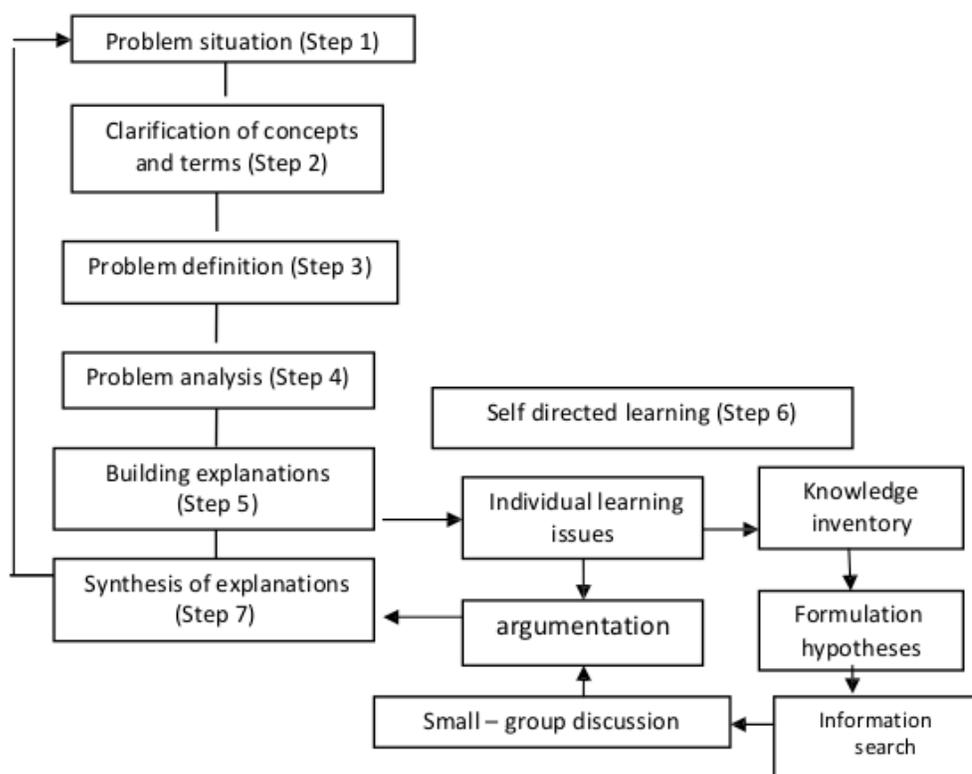 Problem situation (Step 1)
Clarification of concepts
and terms (Step 2)
Problem definition (Step 3)
Problem analysis (Step 4)
Self directed learning (Step 6)
Building explanations
(Step 5)
Individual learning
issues
Knowledge
inventory
Synthesis of explanations
(Step 7)
argumentation
Formulation
hypotheses
Small – group discussion
Information
search